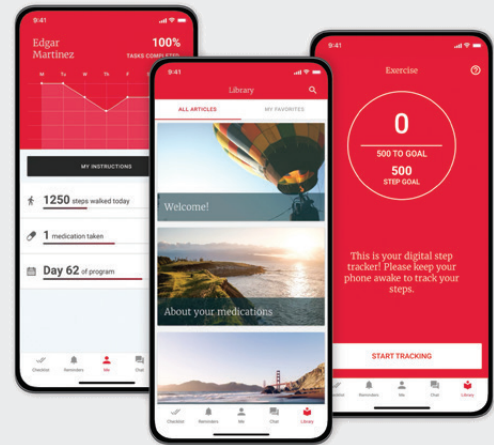 9:41
Edgar
Martinez
100%
TASKS COMPLETED
M Tu W Th F
MY INSTRUCTIONS
1250 steps walked today
1 medication taken
Day 62 of program
Checklist Reminders Me Chat
9:41
Library
ALL ARTICLES MY FAVORITES
Welcome!
About your medications
Checklist Reminders Me Chat Library
9:41
Exercise
0
500 TO GOAL
500
STEP GOAL
This is your digital step
tracker! Please keep your
phone awake to track your
steps.
START TRACKING
Reminders Me Chat Library